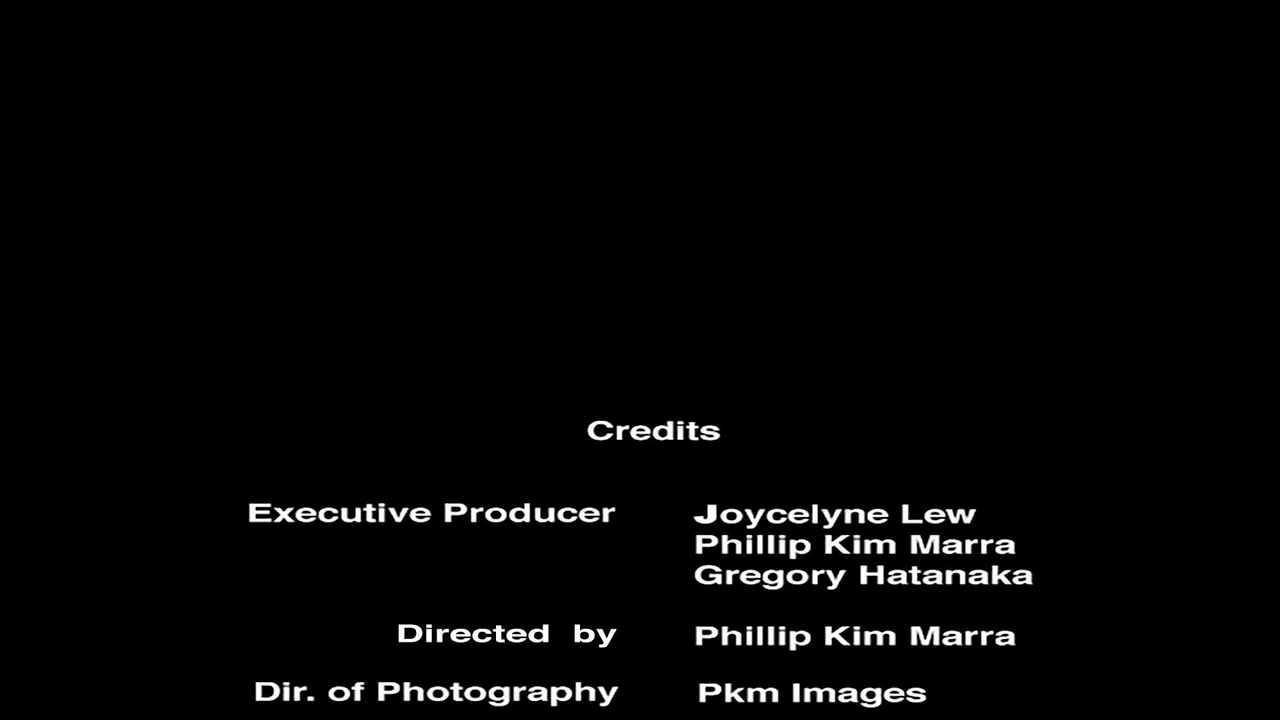 Credits
Executive Producer Joycelyne Lew
Phillip Kim Marra
Gregory Hatanaka
Directed by Phillip Kim Marra
Dir. of Photography Pkm Images